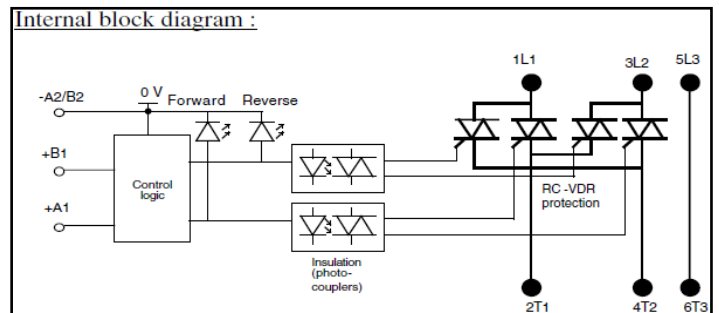 Internal block diagram :
1L1 3L2 5L3
-A2/B2 0 V Forward Reverse
+B1
Control
logic
RC -VDR
protection
+A1
Insulation
(photo-
couplers)
2T1 4T2 6T3